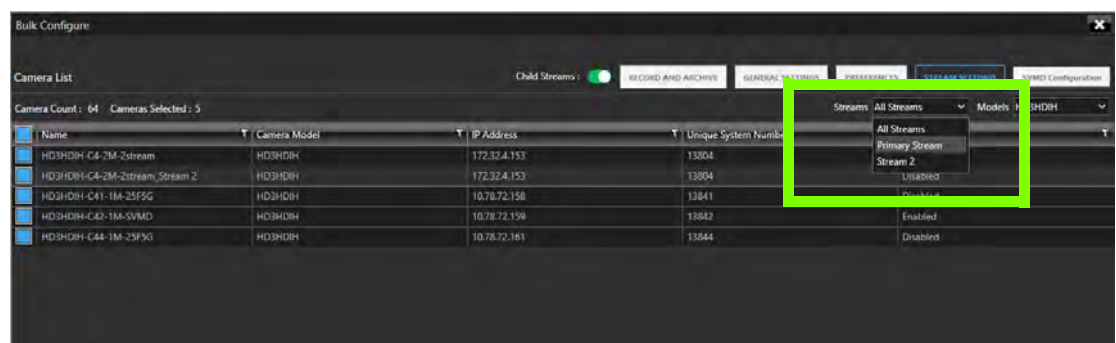 Bulk Configure
Camera List
Child Streams :
RECORD AND ARCHIVE
GENERAL SETTINGS
PREFERENCES
STREAM SETTINGS
SVMD Configuration
Camera Count : 64 Cameras Selected : 5
Streams All Streams
Models HD3HDIH
All Streams
Primary Stream
Stream 2
Name Camera Model IP Address Unique System Number
HD3HDIH-C4-2M-2stream HD3HDIH 172.32.4.153 13804
HD3HDIH-C4-2M-2stream_Stream 2 HD3HDIH 172.32.4.153 13804 Disabled
HD3HDIH-C41-1M-25F5G HD3HDIH 10.78.72.158 13841 Disabled
HD3HDIH-C42-1M-SVMD HD3HDIH 10.78.72.159 13842 Enabled
HD3HDIH-C44-1M-25F5G HD3HDIH 10.78.72.161 13844 Disabled